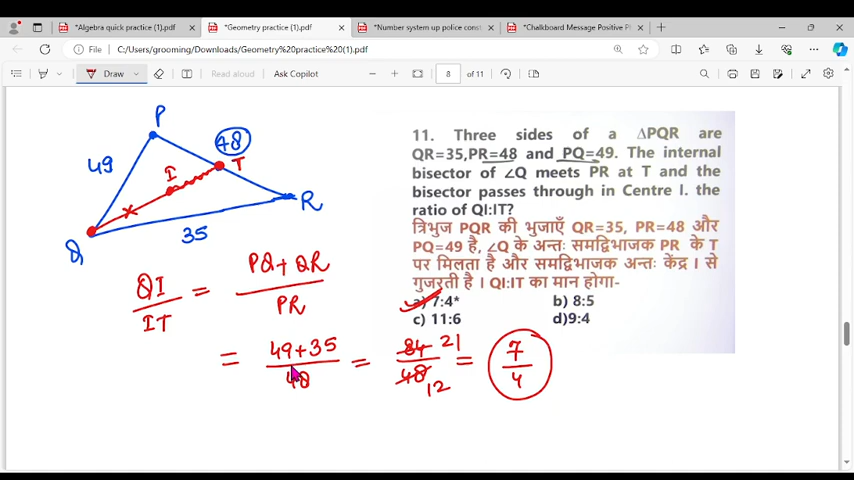 *Algebra quick practice (1).pdf
*Geometry practice (1).pdf
*Number system up police cons
*Chalkboard Message Positive P
File
C:/Users/grooming/Downloads/Geometry%20practice%20(1).pdf
Draw
Read aloud
Ask Copilot
8
of 11
P
49
48
T
I
R
Q
35
QI
IT
=
PQ+QR
PR
=
49+35
48
=
84 21
48 12
=
7
4
11. Three sides of a ΔPQR are
QR=35,PR=48 and PQ=49. The internal
bisector of ∠Q meets PR at T and the
bisector passes through in Centre I. the
ratio of QI:IT?
त्रिभुज PQR की भुजाएँ QR=35, PR=48 और
PQ=49 है, ∠Q के अन्तः समद्विभाजक PR के T
पर मिलता है और समद्विभाजक अन्तः केंद्र I से
गुजरती है । QI:IT का मान होगा-
a) 7:4*
b) 8:5
c) 11:6
d)9:4